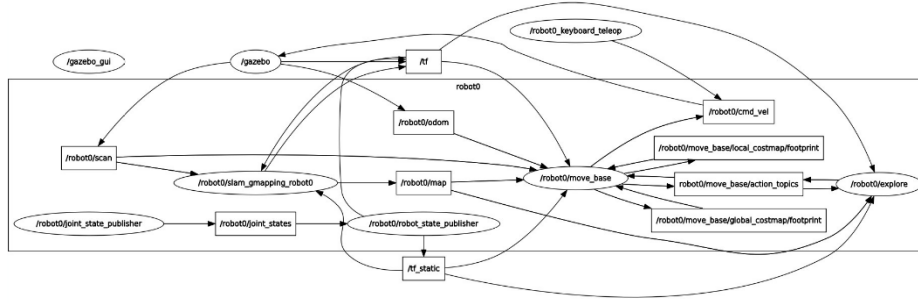 /robot0_keyboard_teleop
/gazebo_gui
/gazebo
/tf
robot0
/robot0/cmd_vel
/robot0/odom
/robot0/scan
/robot0/move_base/local_costmap/footprint
/robot0/slam_gmapping_robot0
/robot0/map
/robot0/move_base
/robot0/move_base/action_topics
/robot0/explore
/robot0/joint_state_publisher
/robot0/joint_states
/robot0/robot_state_publisher
/robot0/move_base/global_costmap/footprint
/tf_static